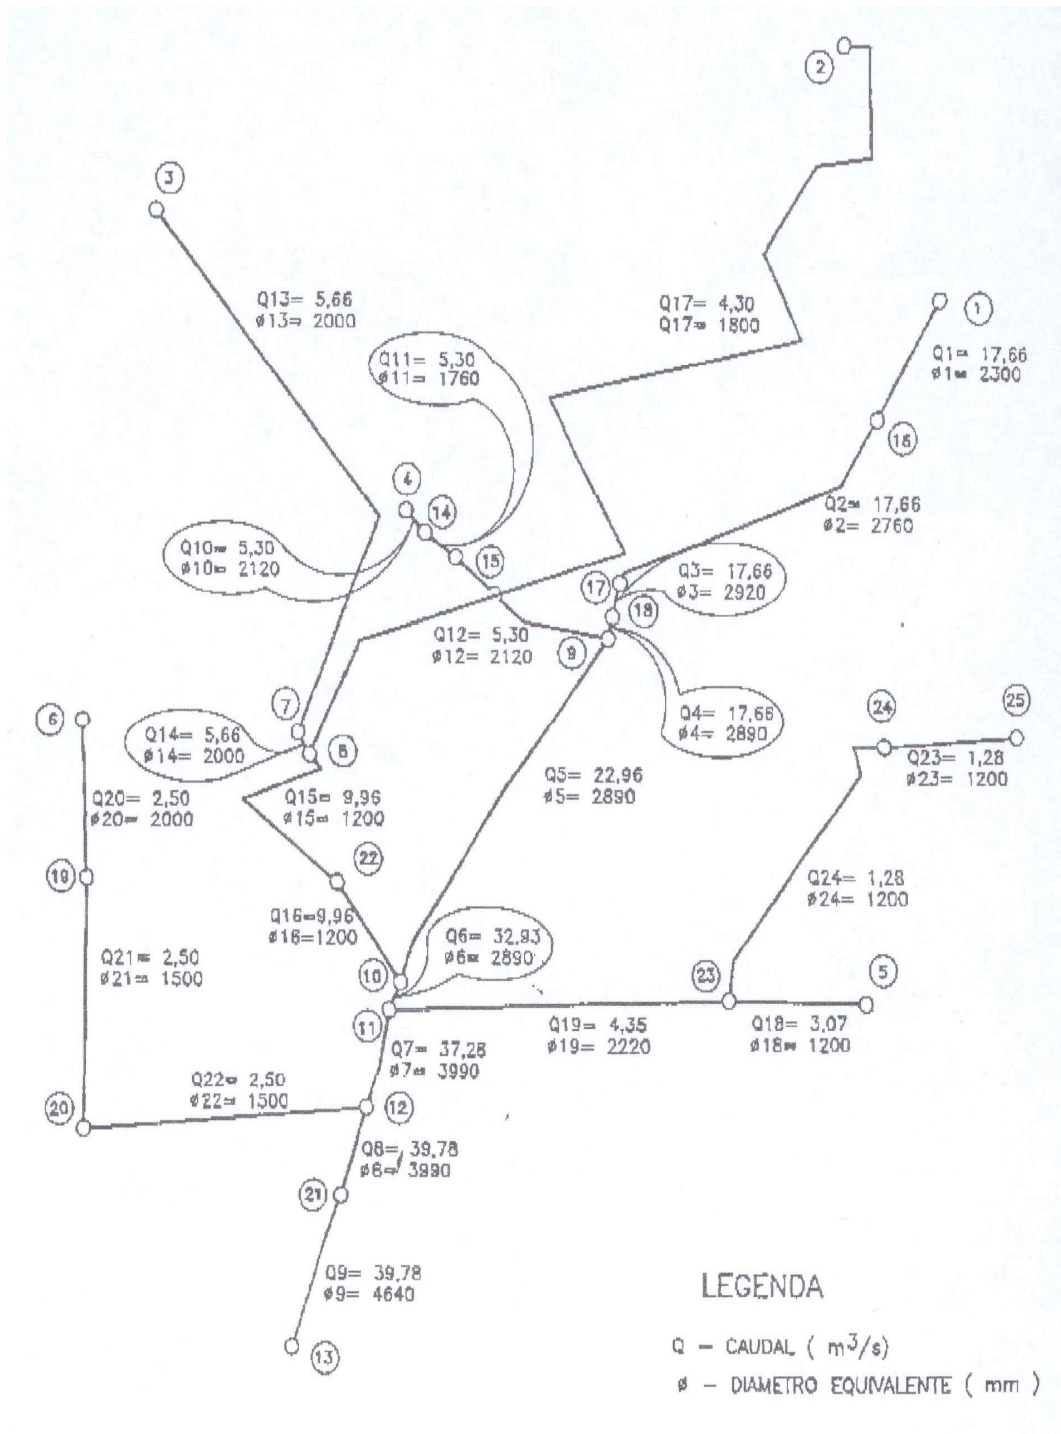 2
3
Q13= 5,66
ø13= 2000
Q17= 4,30
Q17= 1800
1
Q1= 17,66
ø1= 2300
Q11= 5,30
ø11= 1760
16
4
14
Q2= 17,66
ø2= 2760
Q10= 5,30
ø10= 2120
15
17
Q3= 17,66
ø3= 2920
18
Q12= 5,30
ø12= 2120
9
7
6
Q14= 5,66
ø14= 2000
8
Q4= 17,66
ø4= 2890
24
25
Q23= 1,28
ø23= 1200
Q5= 22,96
ø5= 2890
Q20= 2,50
ø20= 2000
Q15= 9,96
ø15= 1200
22
19
Q24= 1,28
ø24= 1200
Q16=9,96
ø16=1200
Q6= 32,93
ø6= 2890
Q21= 2,50
ø21= 1500
10
23
5
11
Q19= 4,35
ø19= 2220
Q18= 3,07
ø18= 1200
Q7= 37,28
ø7= 3990
Q22= 2,50
ø22= 1500
20
12
Q8= 39,78
ø8= 3990
21
Q9= 39,78
ø9= 4640
13
LEGENDA
Q – CAUDAL ( m³/s)
ø – DIAMETRO EQUIVALENTE ( mm )